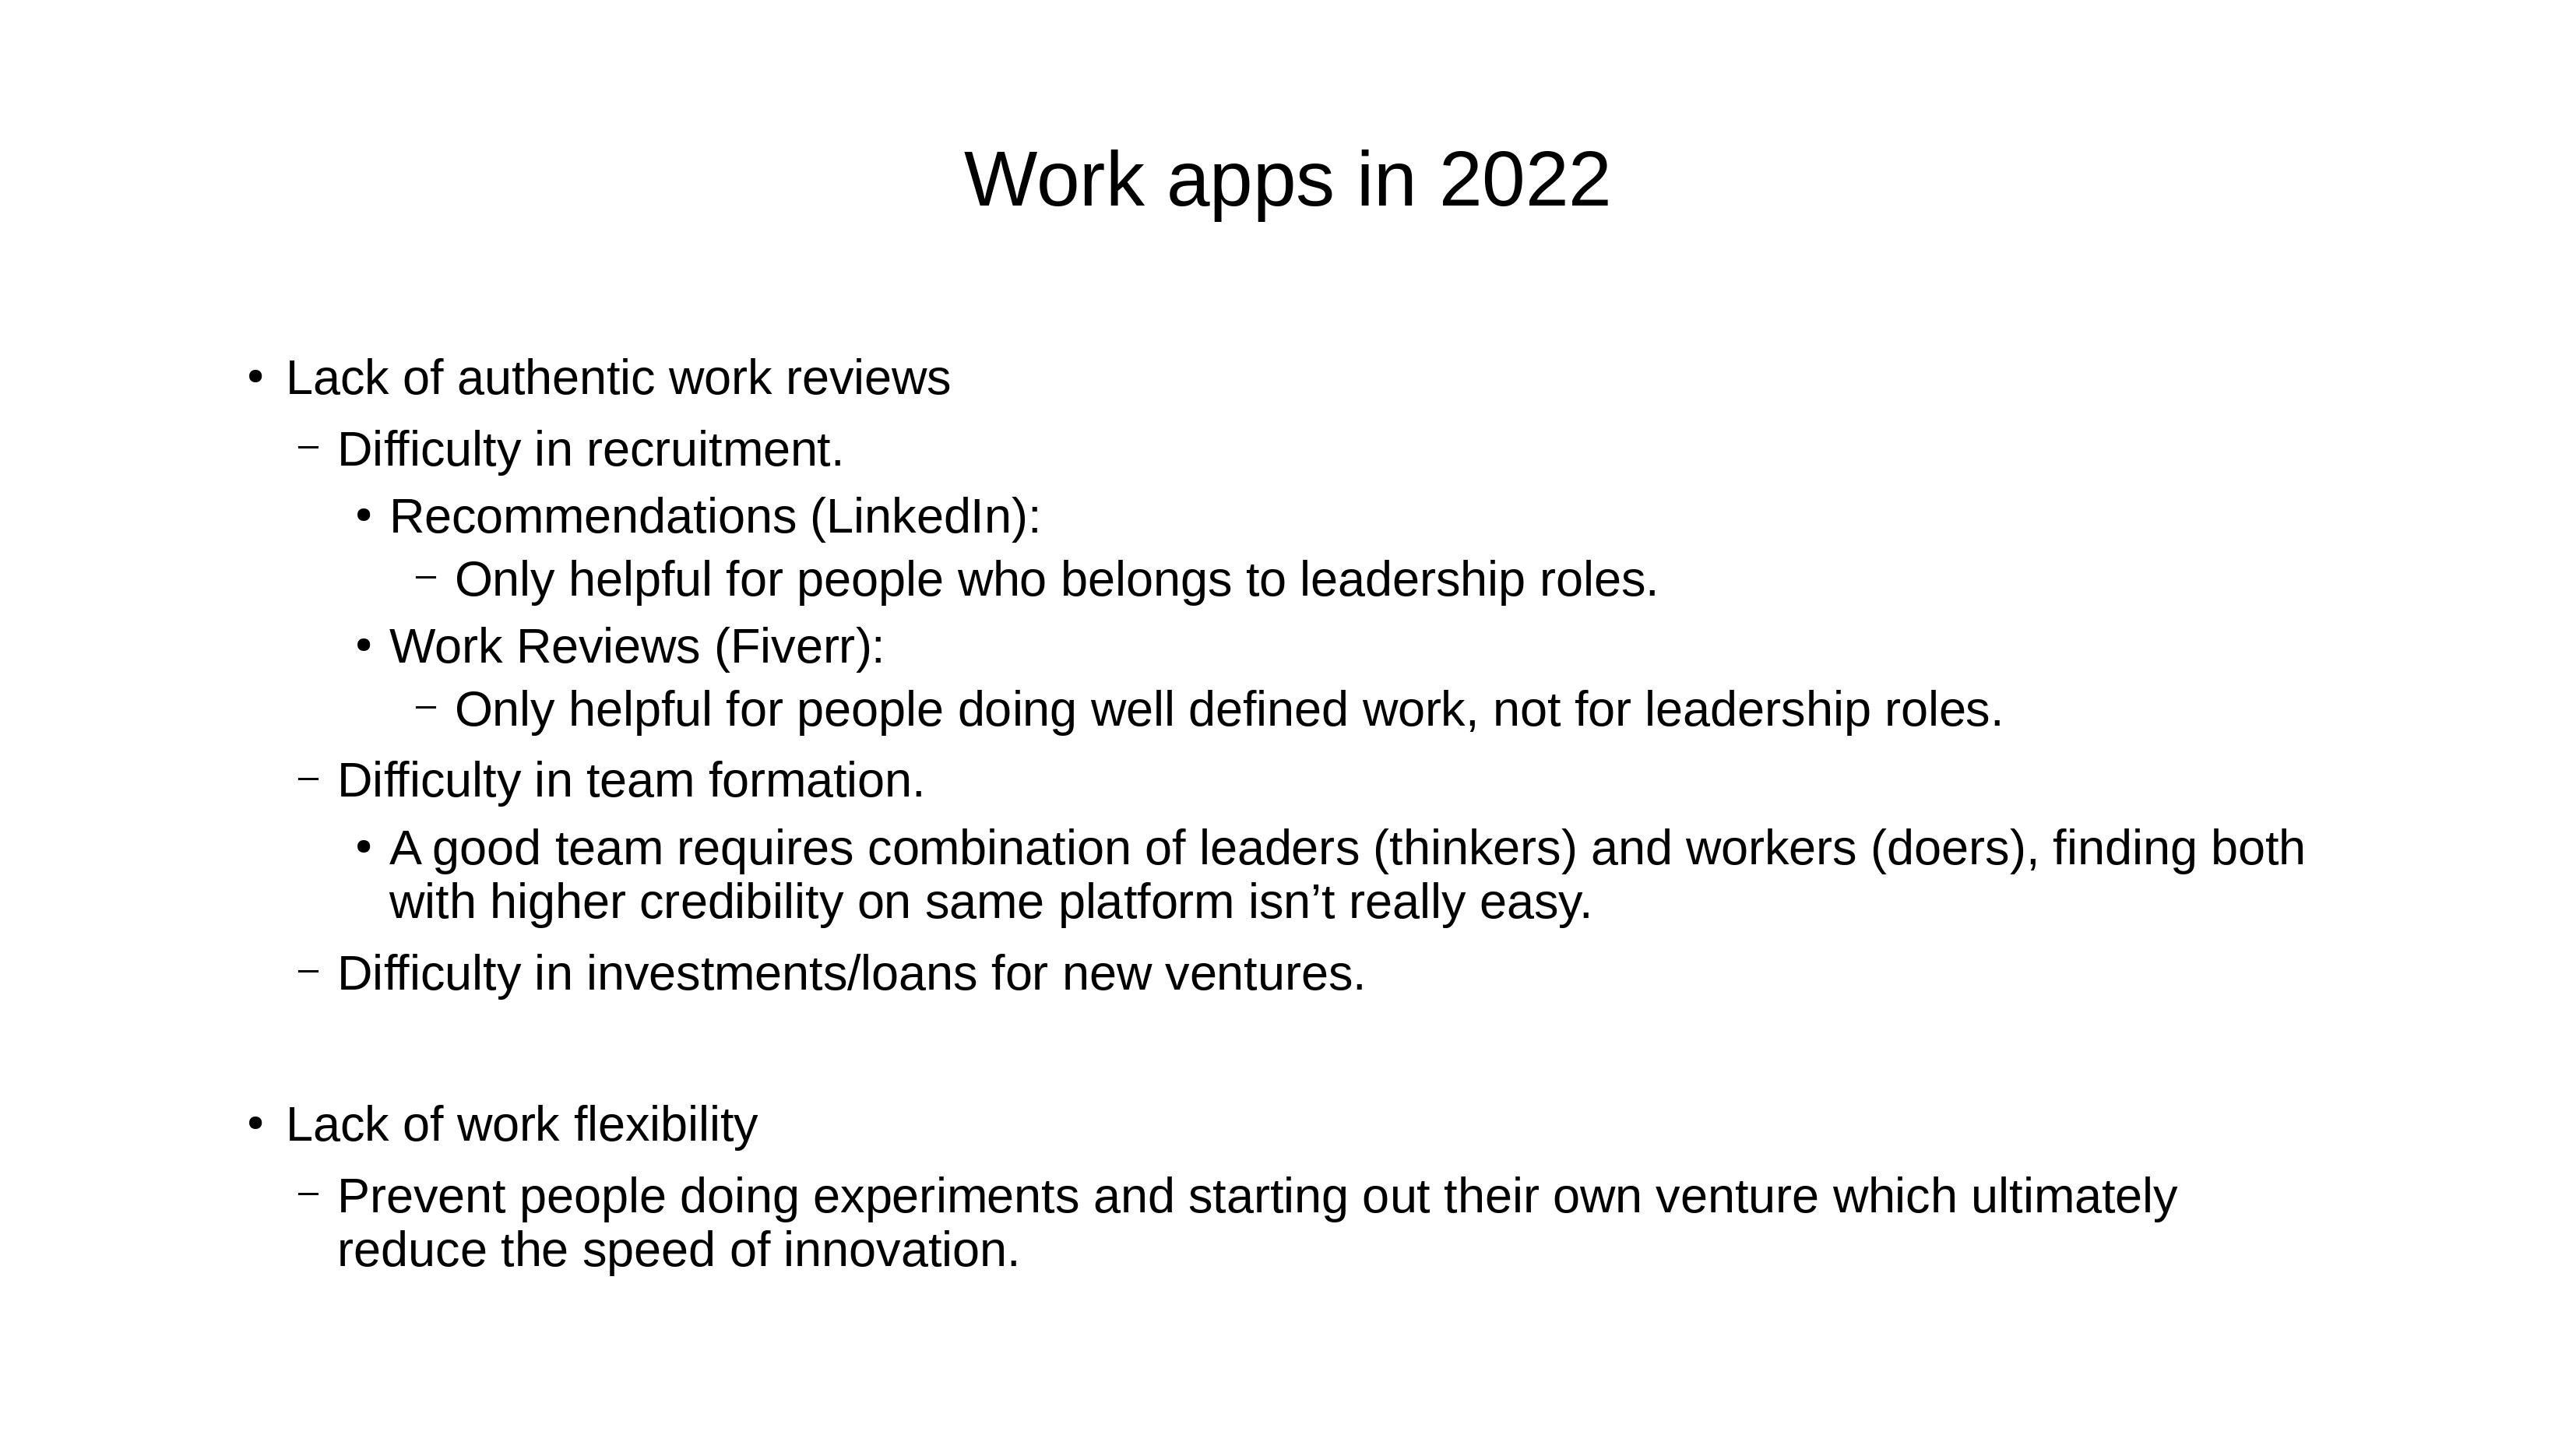 Work apps in 2022
• Lack of authentic work reviews
– Difficulty in recruitment.
• Recommendations (LinkedIn):
– Only helpful for people who belongs to leadership roles.
• Work Reviews (Fiverr):
– Only helpful for people doing well defined work, not for leadership roles.
– Difficulty in team formation.
• A good team requires combination of leaders (thinkers) and workers (doers), finding both
with higher credibility on same platform isn’t really easy.
– Difficulty in investments/loans for new ventures.
• Lack of work flexibility
– Prevent people doing experiments and starting out their own venture which ultimately
reduce the speed of innovation.